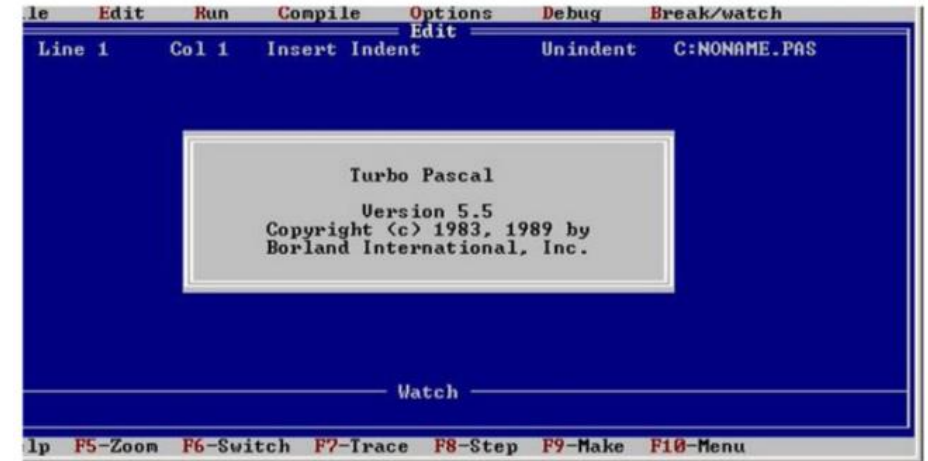 le Edit Run Compile Options Debug Break/watch
Edit
Line 1 Col 1 Insert Indent Unindent C:NONAME.PAS
Turbo Pascal
Version 5.5
Copyright (c) 1983, 1989 by
Borland International, Inc.
Watch
lp F5-Zoom F6-Switch F7-Trace F8-Step F9-Make F10-Menu